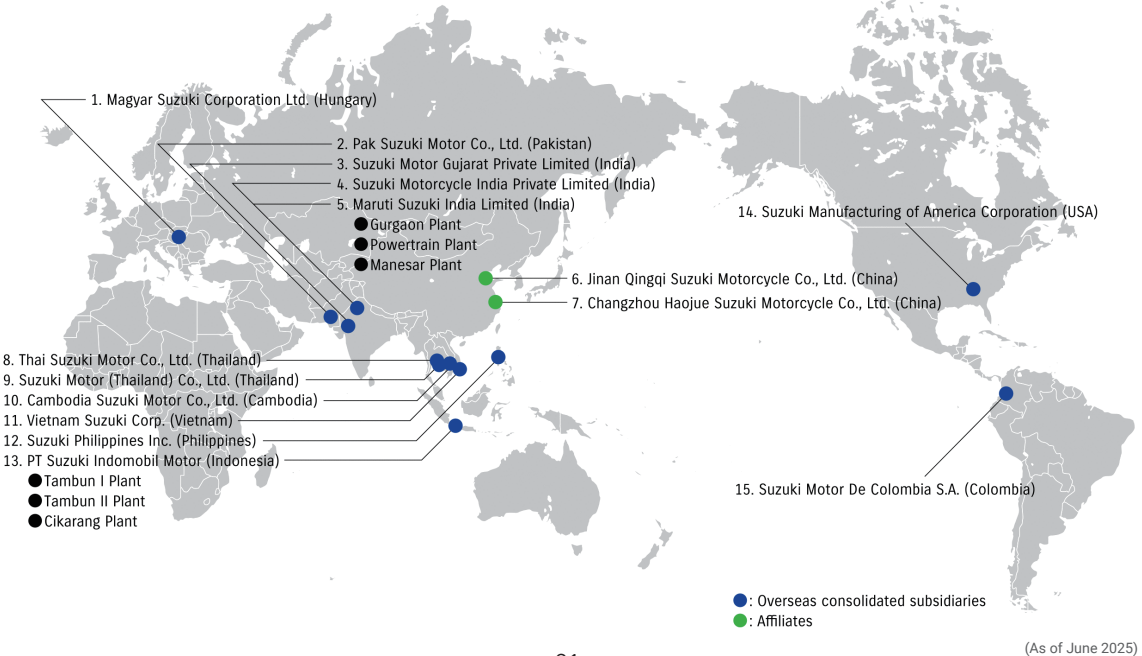 1. Magyar Suzuki Corporation Ltd. (Hungary)
2. Pak Suzuki Motor Co., Ltd. (Pakistan)
3. Suzuki Motor Gujarat Private Limited (India)
4. Suzuki Motorcycle India Private Limited (India)
5. Maruti Suzuki India Limited (India)
●Gurgaon Plant
●Powertrain Plant
●Manesar Plant
6. Jinan Qingqi Suzuki Motorcycle Co., Ltd. (China)
7. Changzhou Haojue Suzuki Motorcycle Co., Ltd. (China)
8. Thai Suzuki Motor Co., Ltd. (Thailand)
9. Suzuki Motor (Thailand) Co., Ltd. (Thailand)
10. Cambodia Suzuki Motor Co., Ltd. (Cambodia)
11. Vietnam Suzuki Corp. (Vietnam)
12. Suzuki Philippines Inc. (Philippines)
13. PT Suzuki Indomobil Motor (Indonesia)
●Tambun I Plant
●Tambun II Plant
●Cikarang Plant
14. Suzuki Manufacturing of America Corporation (USA)
15. Suzuki Motor De Colombia S.A. (Colombia)
●: Overseas consolidated subsidiaries
●: Affiliates
(As of June 2025)